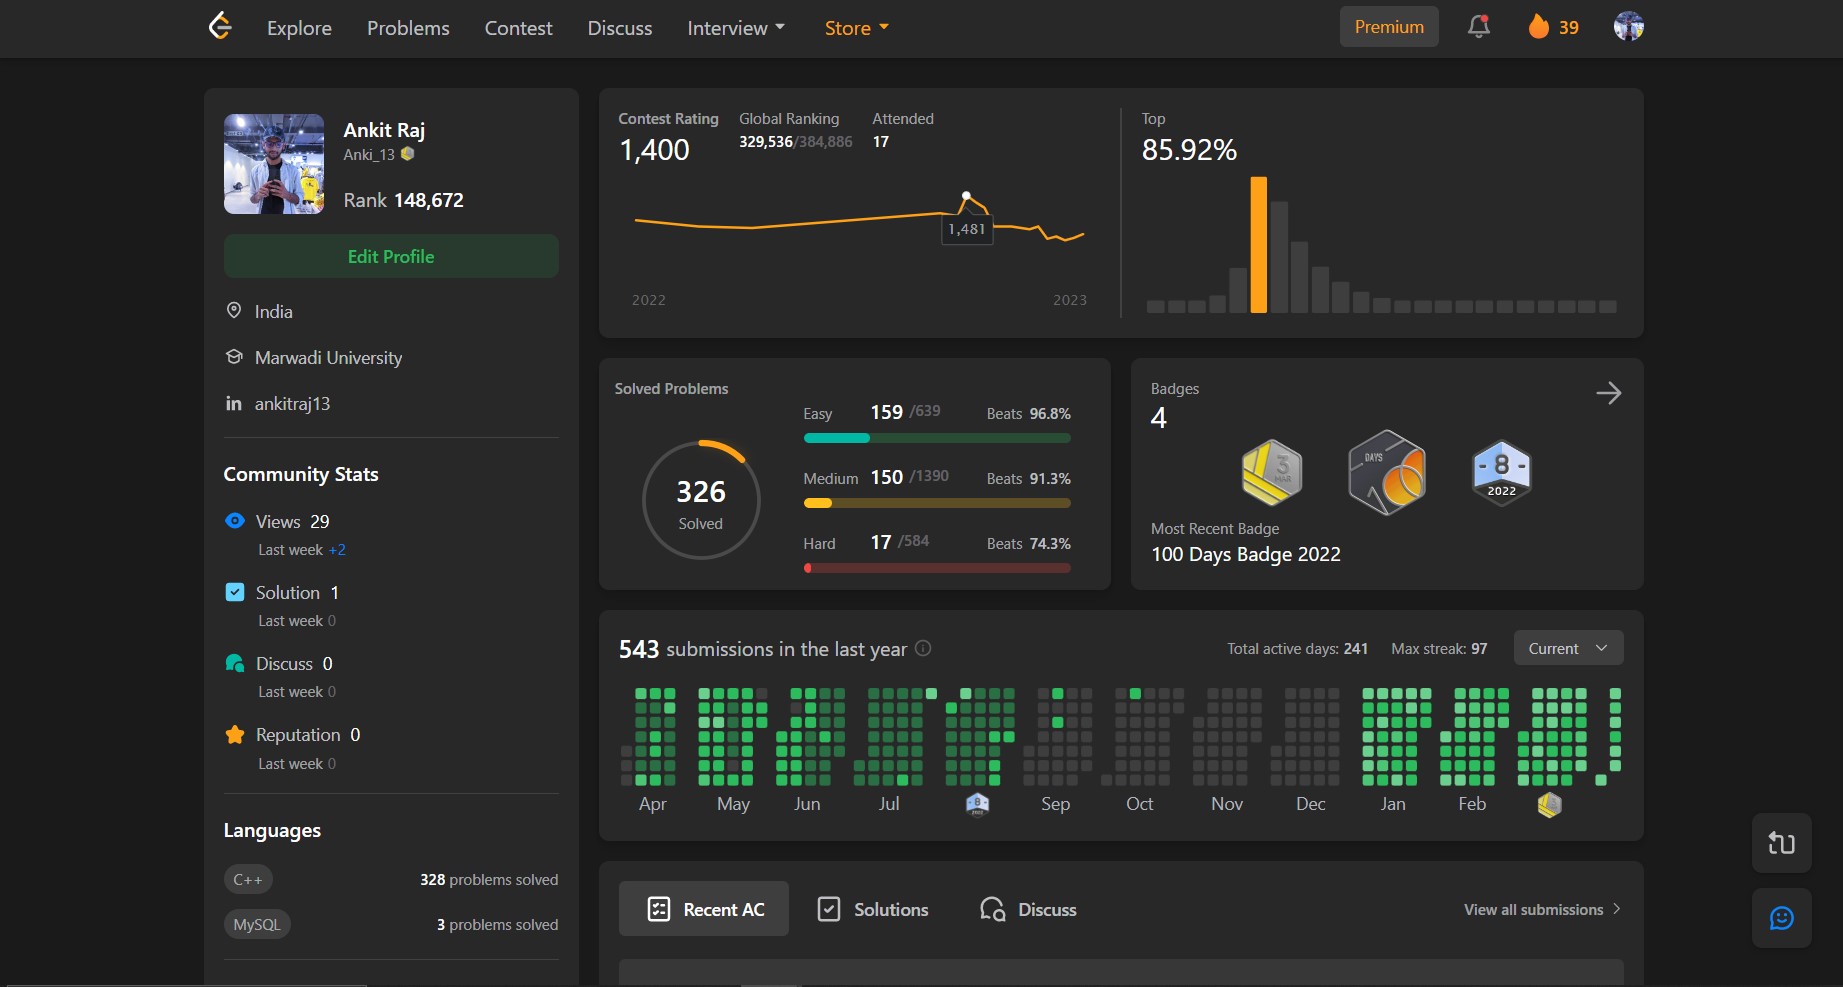 Explore Problems Contest Discuss Interview Store
Premium 39
Ankit Raj
Anki_13
Rank 148,672
Edit Profile
India
Marwadi University
in ankitraj13
Community Stats
Views 29
Last week +2
Solution 1
Last week 0
Discuss 0
Last week 0
Reputation 0
Last week 0
Languages
C++ 328 problems solved
MySQL 3 problems solved
Contest Rating
1,400
Global Ranking
329,536/384,886
Attended
17
1,481
2022 2023
Top
85.92%
Solved Problems
326
Solved
Easy 159 /639 Beats 96.8%
Medium 150 /1390 Beats 91.3%
Hard 17 /584 Beats 74.3%
Badges
4
3
MAR
DAYS
8
2022
Most Recent Badge
100 Days Badge 2022
543 submissions in the last year
Total active days: 241 Max streak: 97 Current
Apr May Jun Jul Sep Oct Nov Dec Jan Feb
Recent AC Solutions Discuss View all submissions